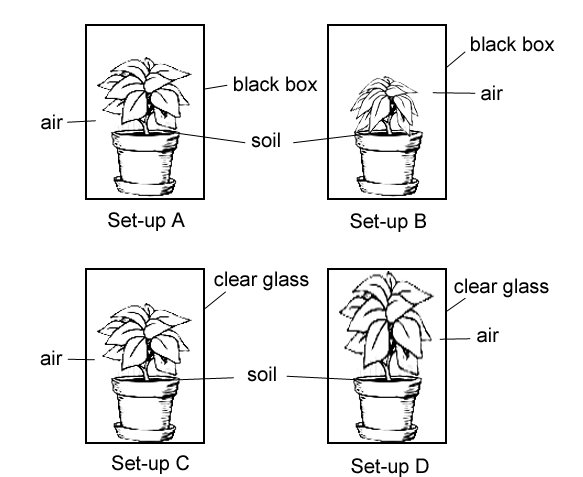 black box
air
soil
Set-up A
black box
air
Set-up B
clear glass
air
soil
Set-up C
clear glass
air
Set-up D